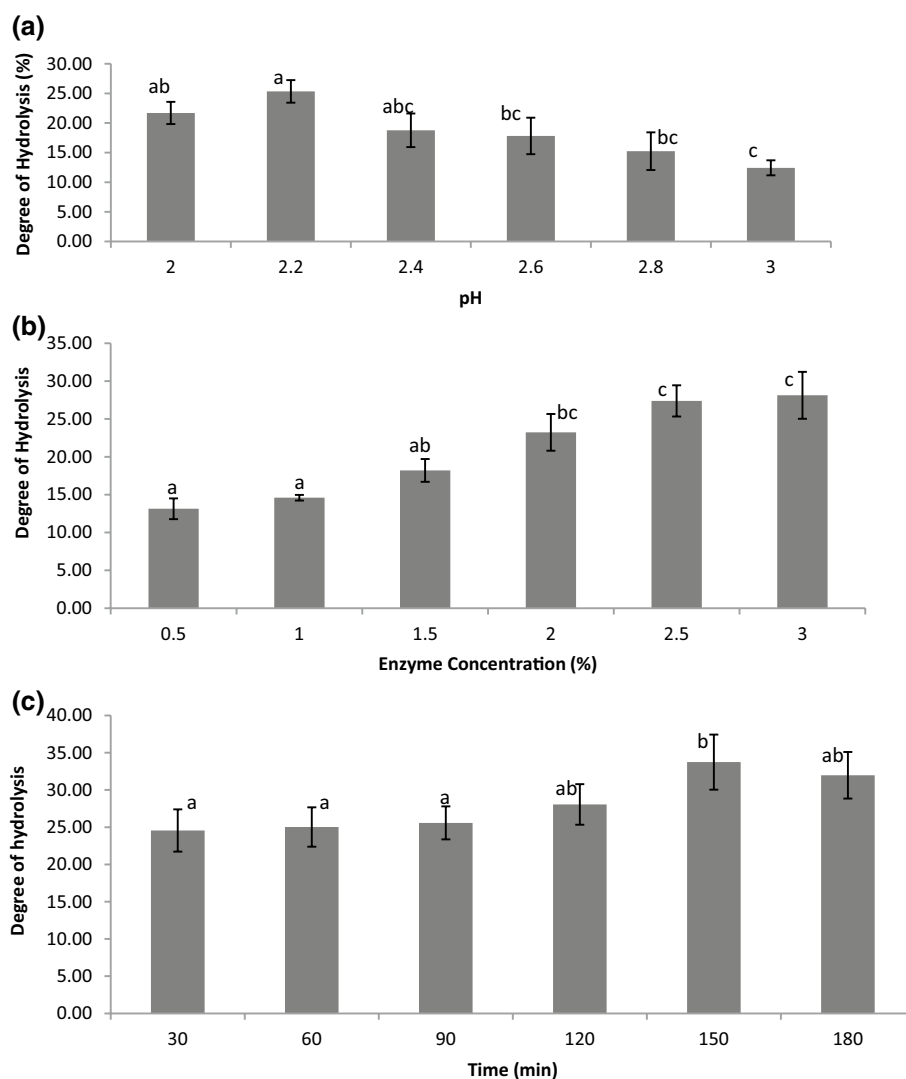 (a)
Degree of Hydrolysis (%)
30.00
25.00
20.00
15.00
10.00
5.00
0.00
ab
a
abc
bc
bc
c
2 2.2 2.4 2.6 2.8 3
pH
(b)
Degree of Hydrolysis
35.00
30.00
25.00
20.00
15.00
10.00
5.00
0.00
a
a
ab
bc
c
c
0.5 1 1.5 2 2.5 3
Enzyme Concentration (%)
(c)
Degree of hydrolysis
40.00
35.00
30.00
25.00
20.00
15.00
10.00
5.00
0.00
a
a
a
ab
b
ab
30 60 90 120 150 180
Time (min)